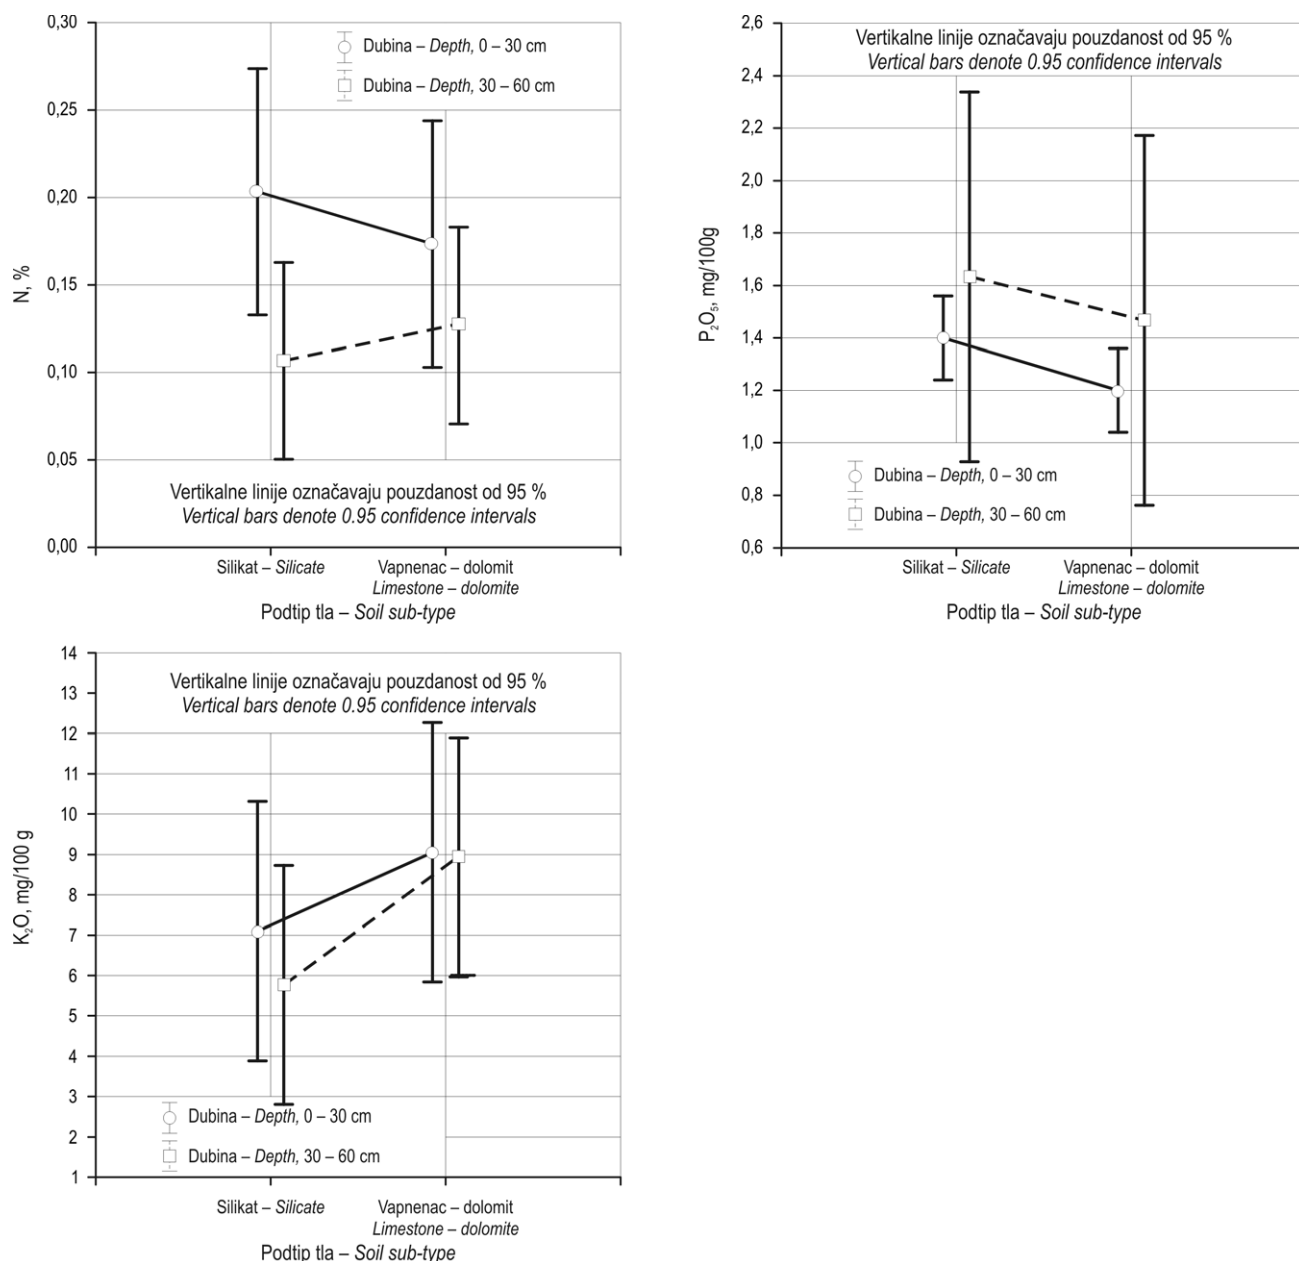 0,30
0,25
0,20
0,15
0,10
0,05
0,00
N, %
Dubina – Depth, 0 – 30 cm
Dubina – Depth, 30 – 60 cm
Vertikalne linije označavaju pouzdanost od 95 %
Vertical bars denote 0.95 confidence intervals
Silikat – Silicate
Vapnenac – dolomit
Limestone – dolomite
Podtip tla – Soil sub-type
2,6
2,4
2,2
2,0
1,8
1,6
1,4
1,2
1,0
0,8
0,6
P₂O₅, mg/100g
Vertikalne linije označavaju pouzdanost od 95 %
Vertical bars denote 0.95 confidence intervals
Dubina – Depth, 0 – 30 cm
Dubina – Depth, 30 – 60 cm
Silikat – Silicate
Vapnenac – dolomit
Limestone – dolomite
Podtip tla – Soil sub-type
14
13
12
11
10
9
8
7
6
5
4
3
2
1
K₂O, mg/100 g
Vertikalne linije označavaju pouzdanost od 95 %
Vertical bars denote 0.95 confidence intervals
Dubina – Depth, 0 – 30 cm
Dubina – Depth, 30 – 60 cm
Silikat – Silicate
Vapnenac – dolomit
Limestone – dolomite
Podtip tla – Soil sub-type